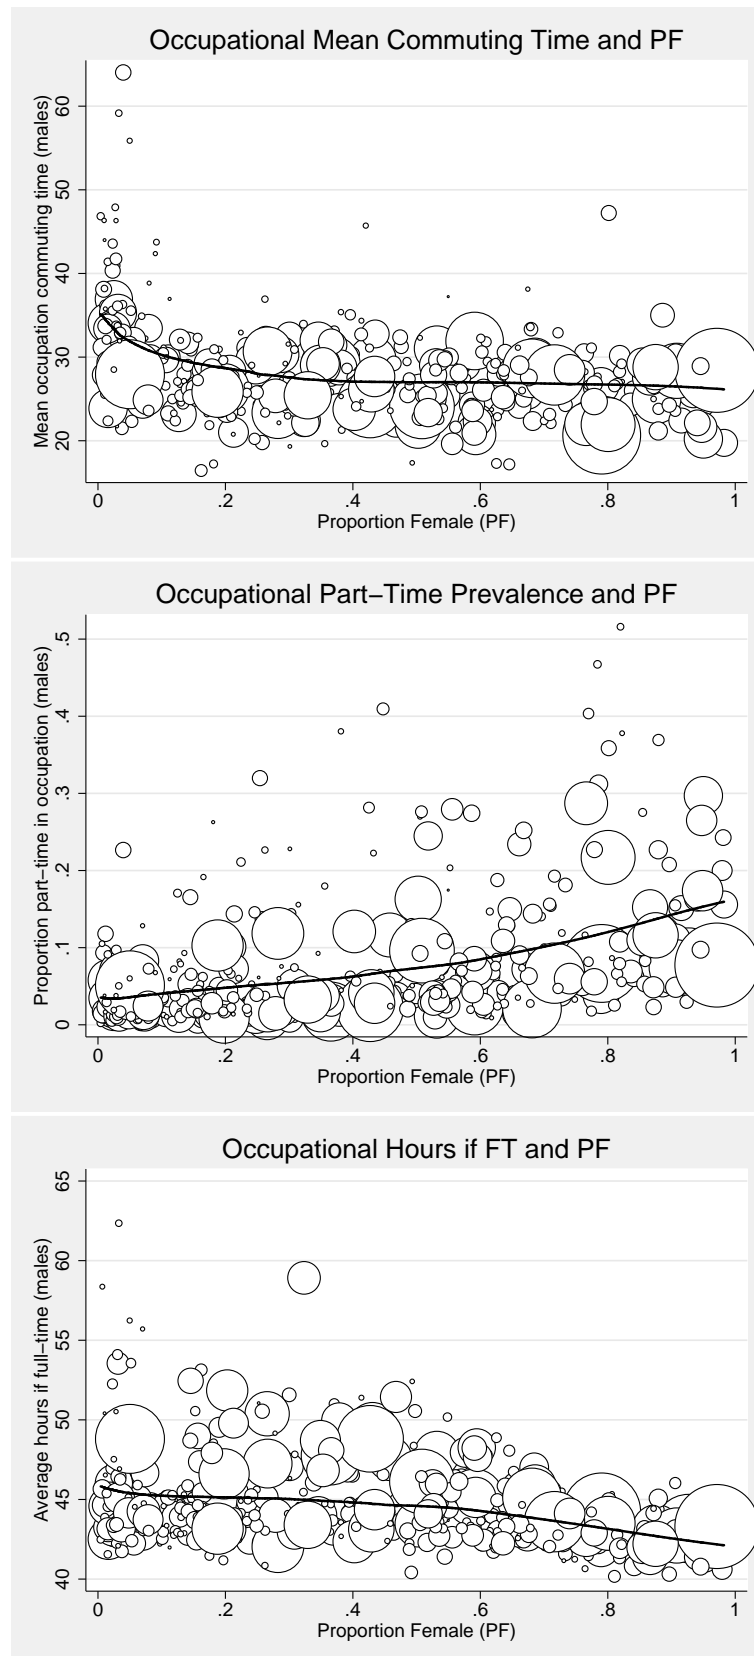 Occupational Mean Commuting Time and PF
Mean occupation commuting time (males)
60
50
40
30
20
0 .2 .4 .6 .8 1
Proportion Female (PF)
Occupational Part−Time Prevalence and PF
Proportion part−time in occupation (males)
.5
.4
.3
.2
.1
0
0 .2 .4 .6 .8 1
Proportion Female (PF)
Occupational Hours if FT and PF
Average hours if full−time (males)
65
60
55
50
45
40
0 .2 .4 .6 .8 1
Proportion Female (PF)